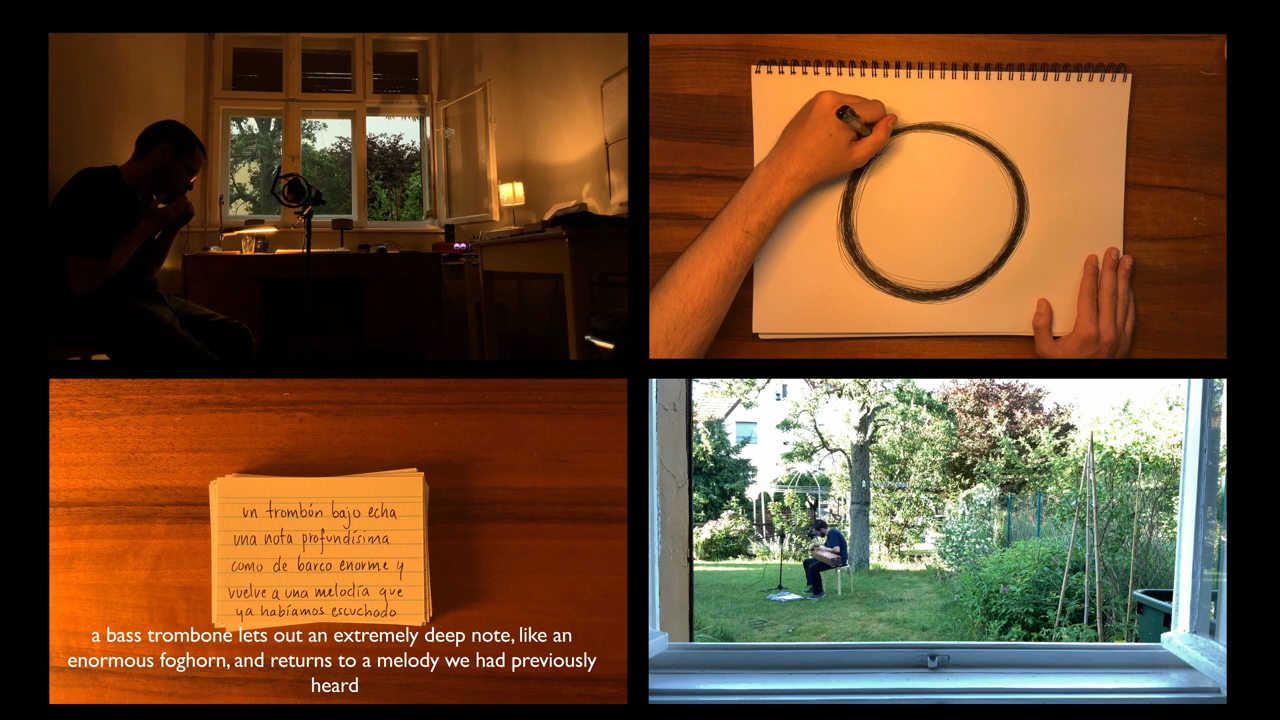 un trombón bajo echa
una nota profundísima
como de barco enorme y
vuelve a una melodía que
ya habíamos escuchado
a bass trombone lets out an extremely deep note, like an
enormous foghorn, and returns to a melody we had previously
heard